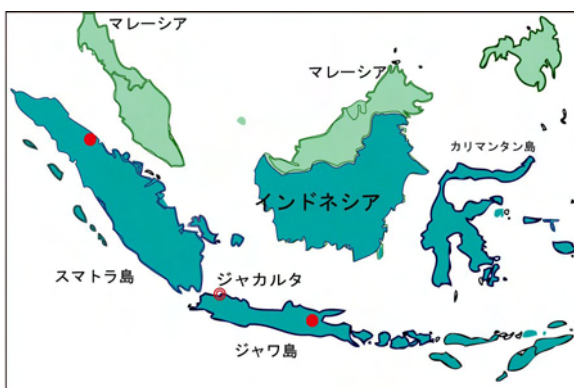 マレーシア
マレーシア
カリマンタン島
インドネシア
スマトラ島
ジャカルタ
ジャワ島